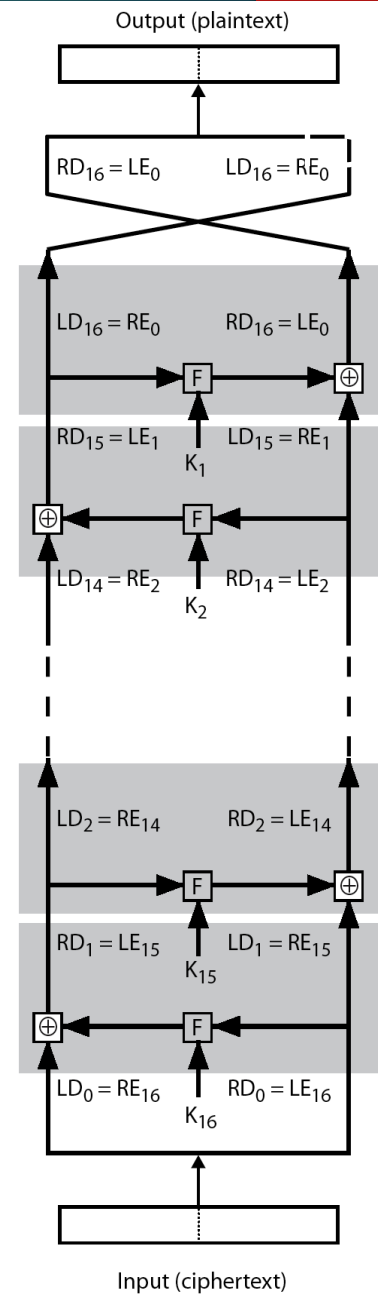 Output (plaintext)
RD₁₆ = LE₀ LD₁₆ = RE₀
LD₁₆ = RE₀ RD₁₆ = LE₀
F ⊕
RD₁₅ = LE₁ LD₁₅ = RE₁
K₁
⊕ F
LD₁₄ = RE₂ RD₁₄ = LE₂
K₂
LD₂ = RE₁₄ RD₂ = LE₁₄
F ⊕
RD₁ = LE₁₅ LD₁ = RE₁₅
K₁₅
⊕ F
LD₀ = RE₁₆ RD₀ = LE₁₆
K₁₆
Input (ciphertext)